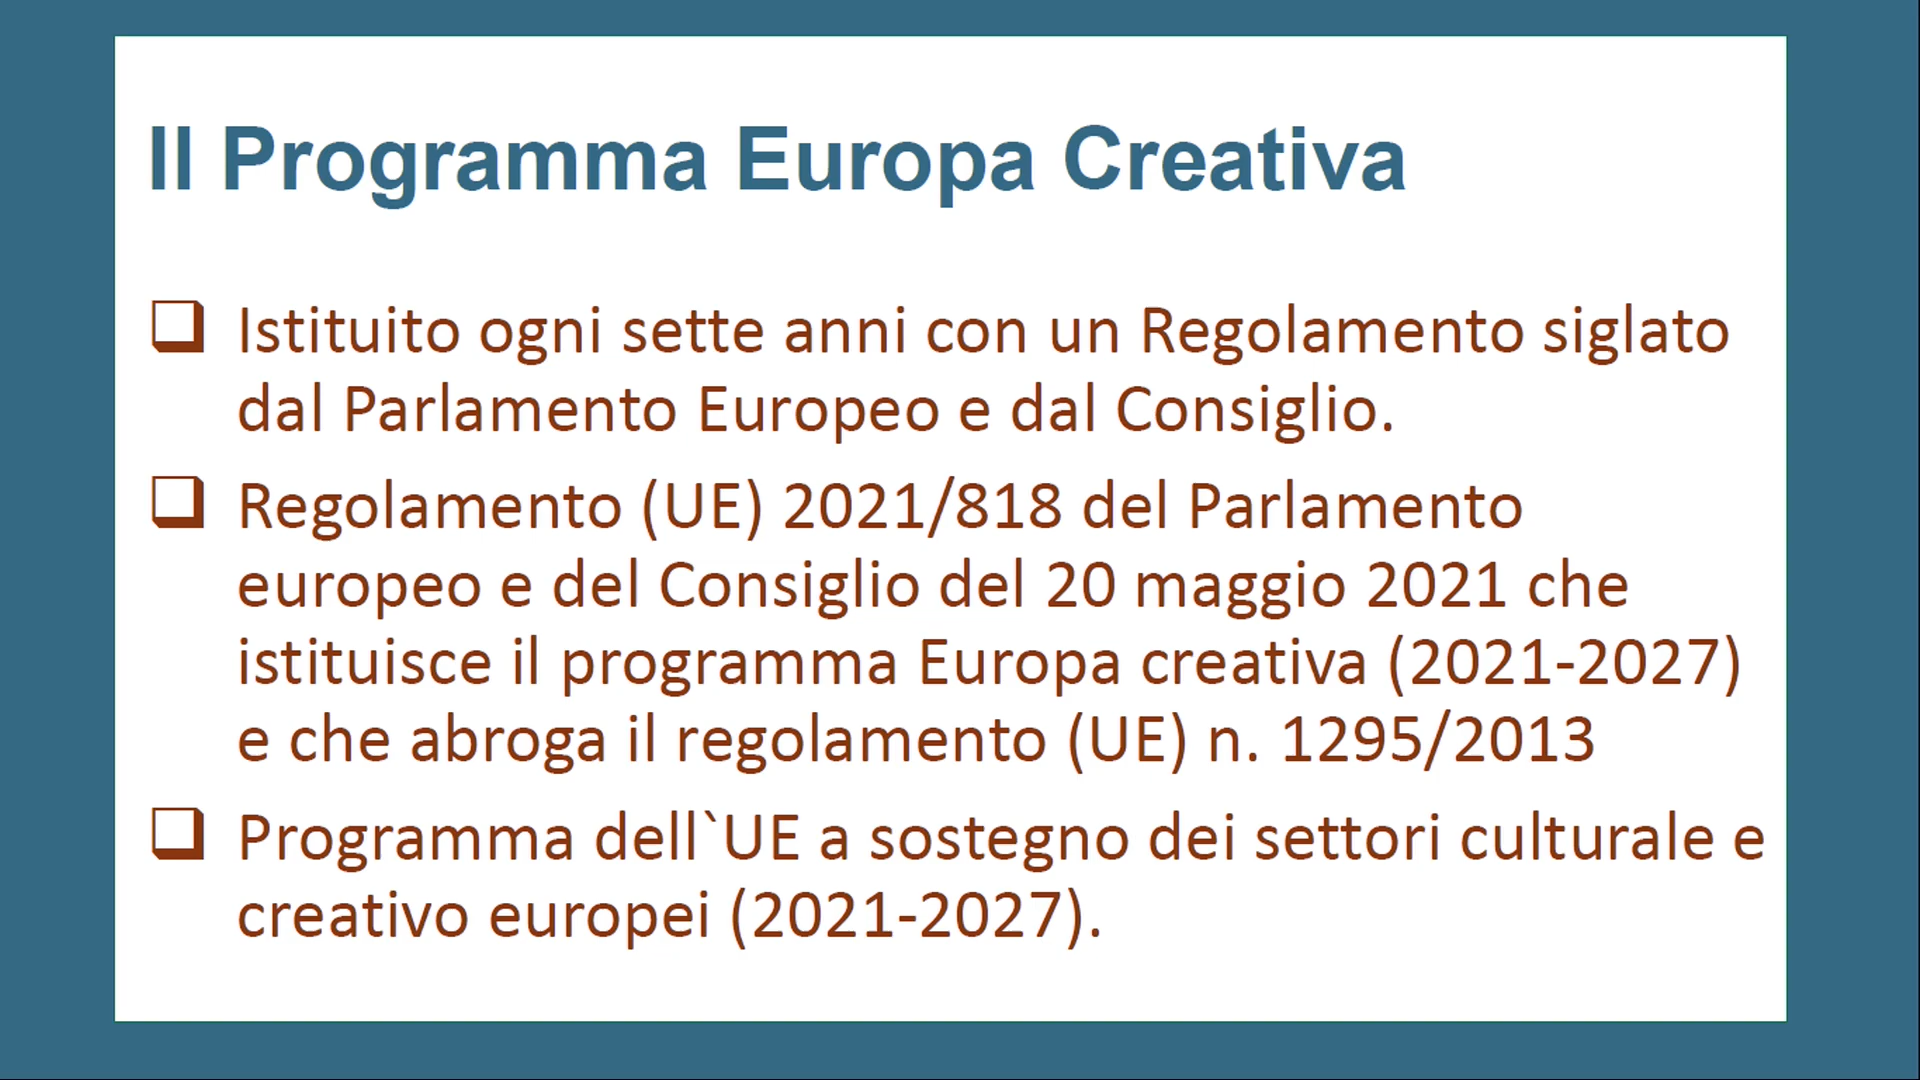 Il Programma Europa Creativa
Istituito ogni sette anni con un Regolamento siglato
dal Parlamento Europeo e dal Consiglio.
Regolamento (UE) 2021/818 del Parlamento
europeo e del Consiglio del 20 maggio 2021 che
istituisce il programma Europa creativa (2021-2027)
e che abroga il regolamento (UE) n. 1295/2013
Programma dell`UE a sostegno dei settori culturale e
creativo europei (2021-2027).